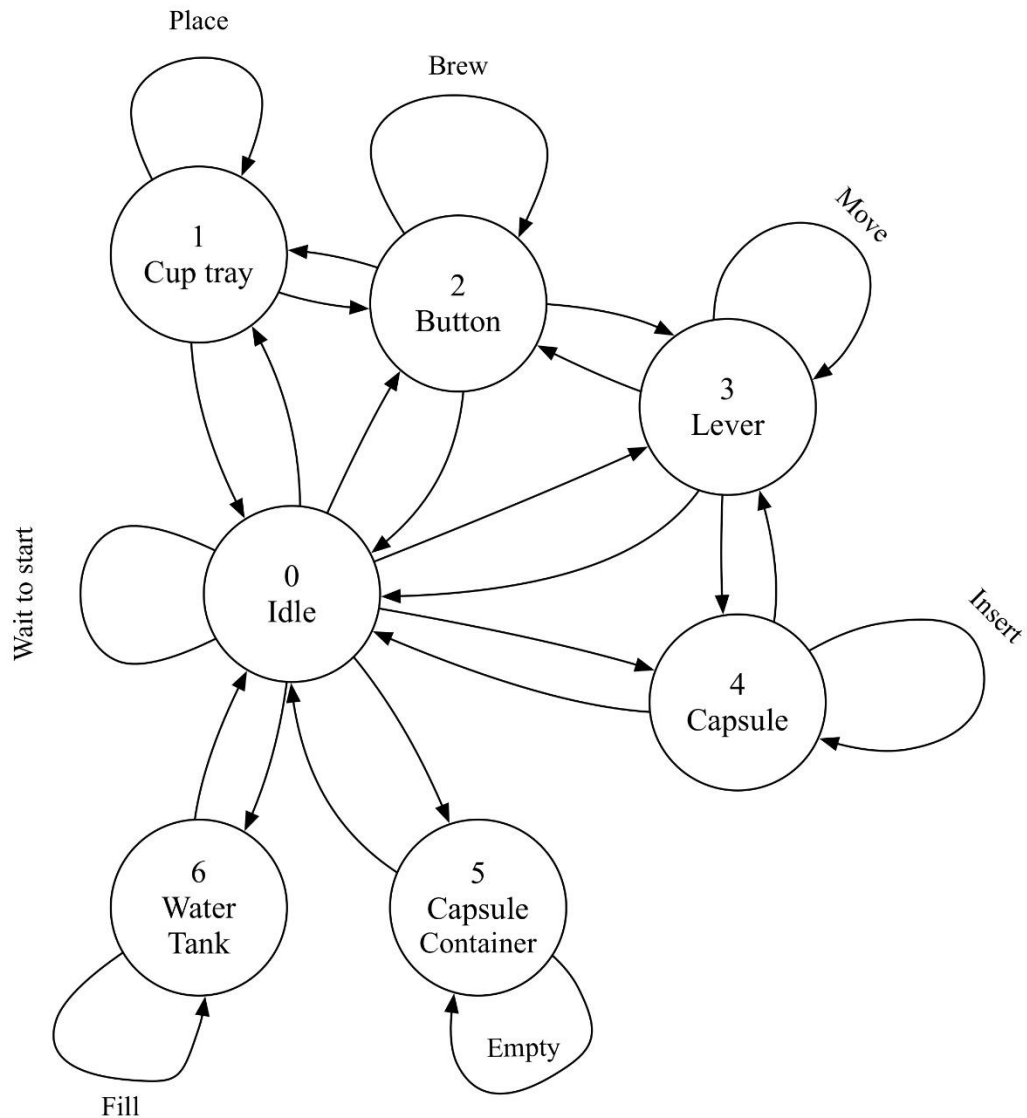 Place
Brew
Move
1
Cup tray
2
Button
3
Lever
Wait to start
0
Idle
Insert
4
Capsule
6
Water
Tank
5
Capsule
Container
Empty
Fill